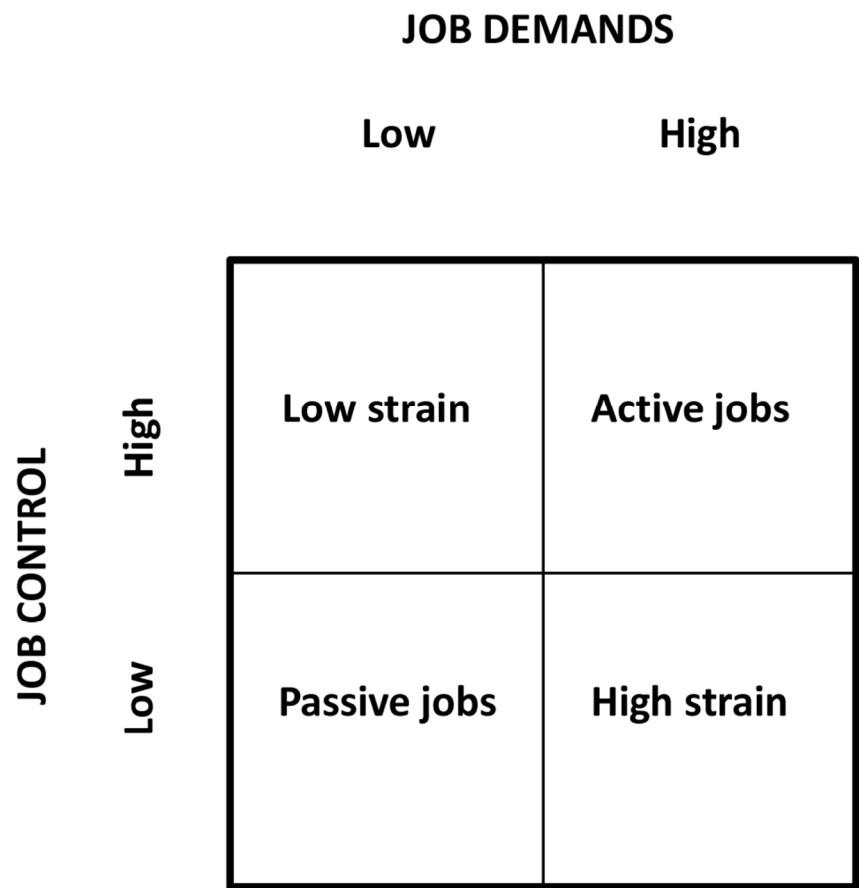 JOB DEMANDS
Low High
JOB CONTROL
High
Low strain Active jobs
Low
Passive jobs High strain